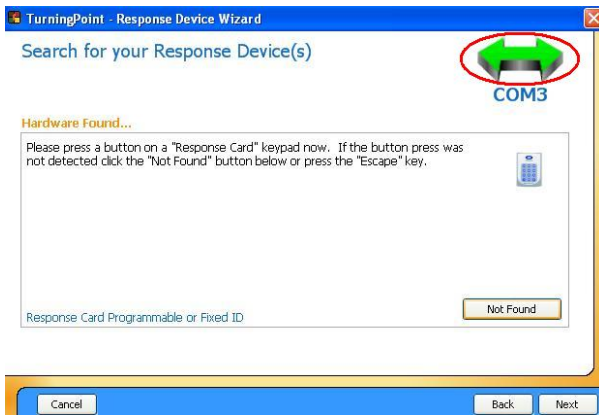 TurningPoint - Response Device Wizard
Search for your Response Device(s)
COM3
Hardware Found...
Please press a button on a "Response Card" keypad now. If the button press was
not detected click the "Not Found" button below or press the "Escape" key.
Not Found
Response Card Programmable or Fixed ID
Cancel
Back
Next